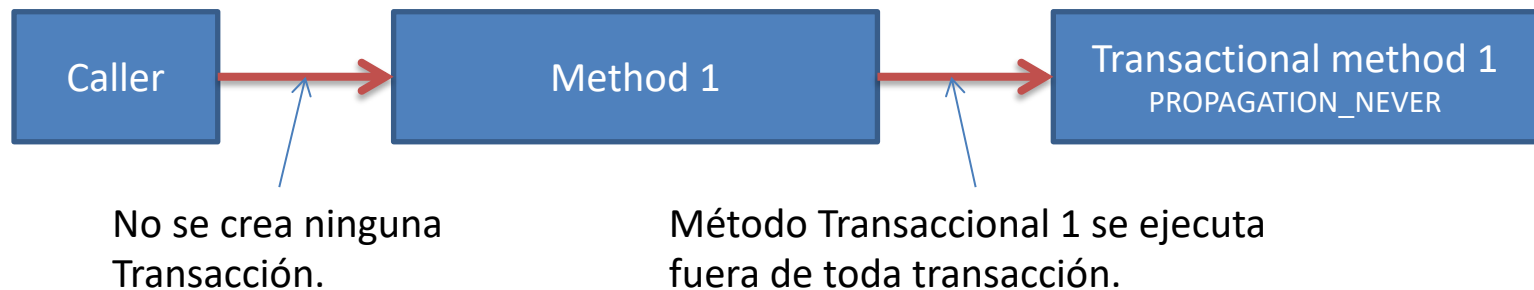 Caller
Method 1
Transactional method 1
PROPAGATION_NEVER
No se crea ninguna
Transacción.
Método Transaccional 1 se ejecuta
fuera de toda transacción.